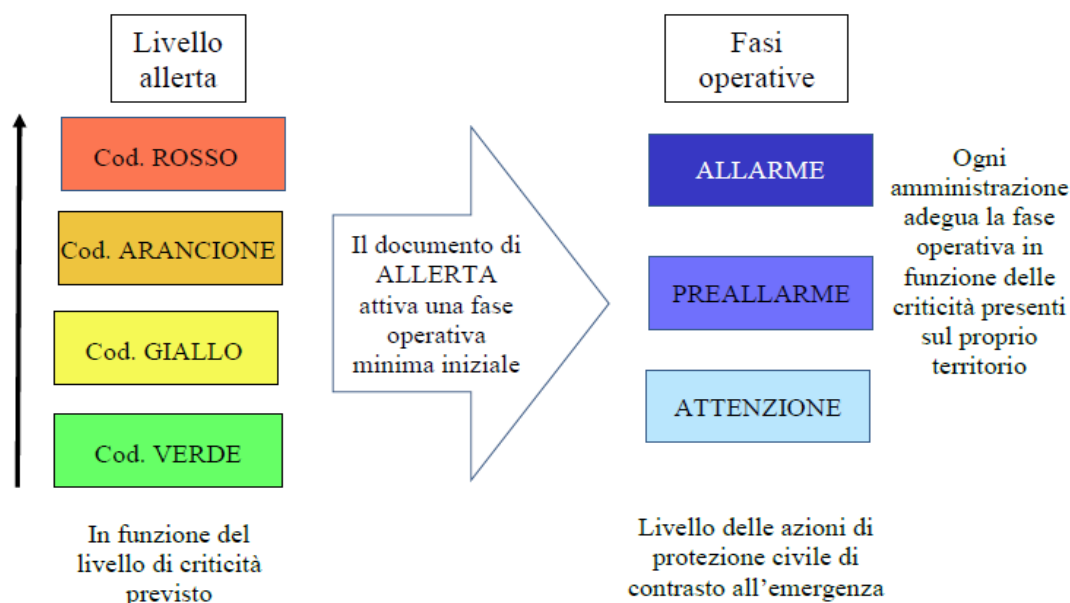 Livello
allerta
Cod. ROSSO
Cod. ARANCIONE
Cod. GIALLO
Cod. VERDE
In funzione del
livello di criticità
previsto
Il documento di
ALLERTA
attiva una fase
operativa
minima iniziale
Fasi
operative
ALLARME
PREALLARME
ATTENZIONE
Livello delle azioni di
protezione civile di
contrasto all’emergenza
Ogni
amministrazione
adegua la fase
operativa in
funzione delle
criticità presenti
sul proprio
territorio